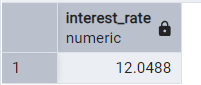 interest_rate
numeric
1 12.0488